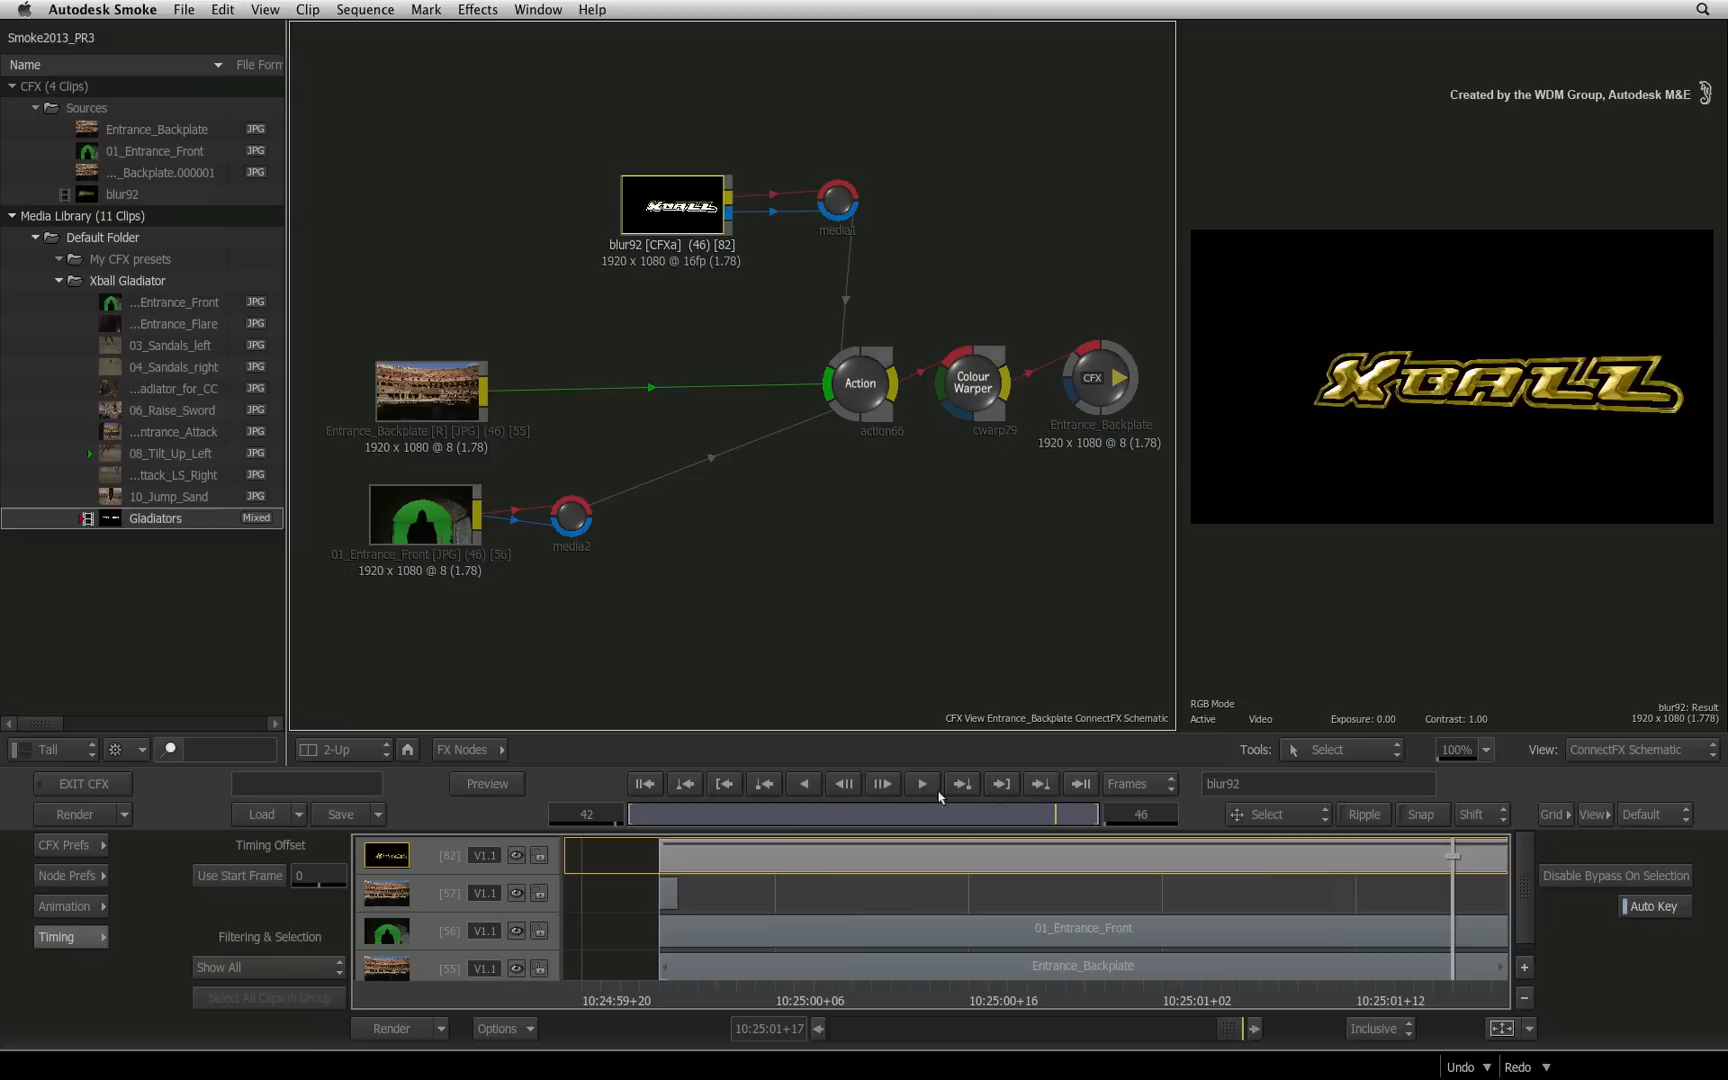 Autodesk Smoke File Edit View Clip Sequence Mark Effects Window Help
Smoke2013_PR3
Name File Form
CFX (4 Clips)
Sources
Entrance_Backplate JPG
01_Entrance_Front JPG
..._Backplate.000001 JPG
blur92
Media Library (11 Clips)
Default Folder
My CFX presets
Xball Gladiator
...Entrance_Front JPG
...Entrance_Flare JPG
03_Sandals_left JPG
04_Sandals_right JPG
...adiator_for_CC JPG
06_Raise_Sword JPG
...ntrance_Attack JPG
08_Tilt_Up_Left JPG
...ttack_LS_Right JPG
10_Jump_Sand JPG
Gladiators Mixed
XBALL
blur92 [CFXa] (46) [82]
1920 x 1080 @ 16fp (1.78)
media1
Entrance_Backplate [R] [JPG] (46) [55]
1920 x 1080 @ 8 (1.78)
01_Entrance_Front [JPG] (46) [56]
1920 x 1080 @ 8 (1.78)
media2
Action
action66
Colour
Warper
cwarp79
CFX
Entrance_Backplate
1920 x 1080 @ 8 (1.78)
CFX View Entrance_Backplate ConnectFX Schematic
Created by the WDM Group, Autodesk M&E
XBALL
RGB Mode
Active Video Exposure: 0.00 Contrast: 1.00
blur92: Result
1920 x 1080 (1.778)
Tall 2-Up FX Nodes Tools: Select 100% View: ConnectFX Schematic
EXIT CFX Preview Frames blur92
Render Load Save 42 46 Select Ripple Snap Shift Grid View Default
CFX Prefs
Node Prefs
Animation
Timing
Timing Offset
Use Start Frame 0
Filtering & Selection
Show All
Select All Clips in Group
[82] V1.1
[57] V1.1
[56] V1.1 01_Entrance_Front
[55] V1.1 Entrance_Backplate
10:24:59+20 10:25:00+06 10:25:00+16 10:25:01+02 10:25:01+12
Disable Bypass On Selection
Auto Key
Render Options 10:25:01+17 Inclusive
Undo Redo